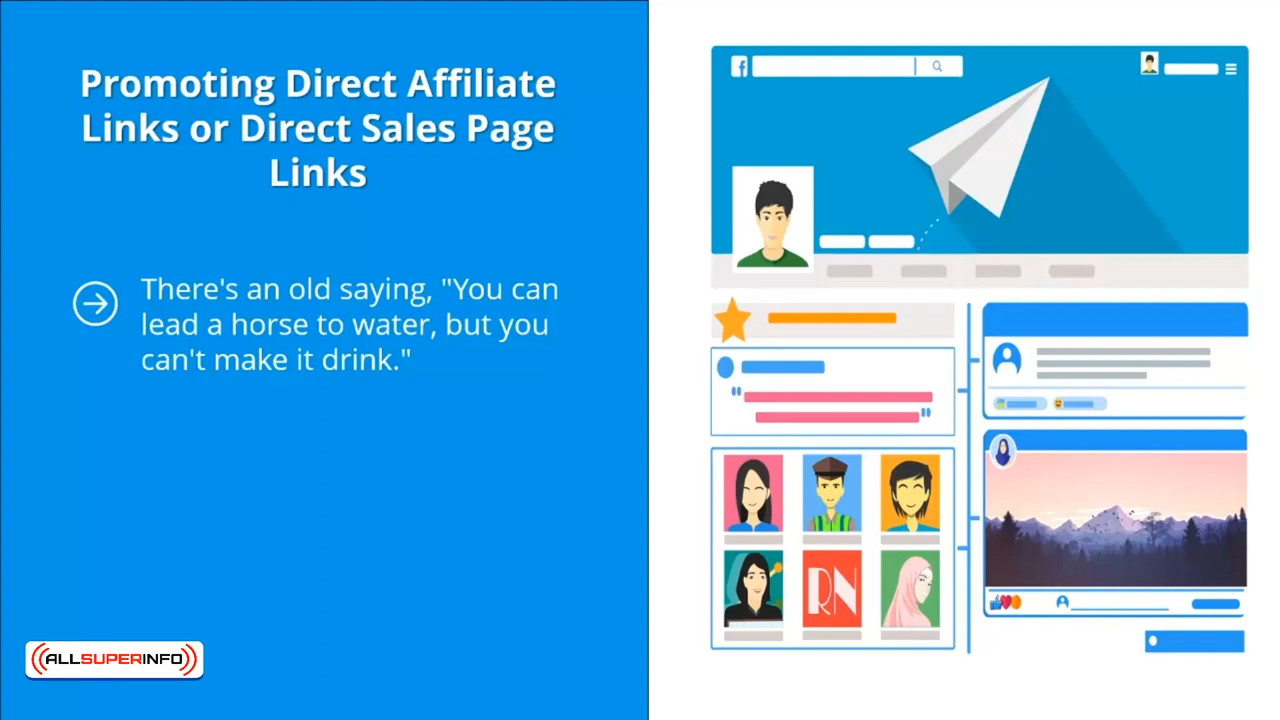 Promoting Direct Affiliate
Links or Direct Sales Page
Links
There's an old saying, "You can
lead a horse to water, but you
can't make it drink."
ALLSUPERINFO
f
RN